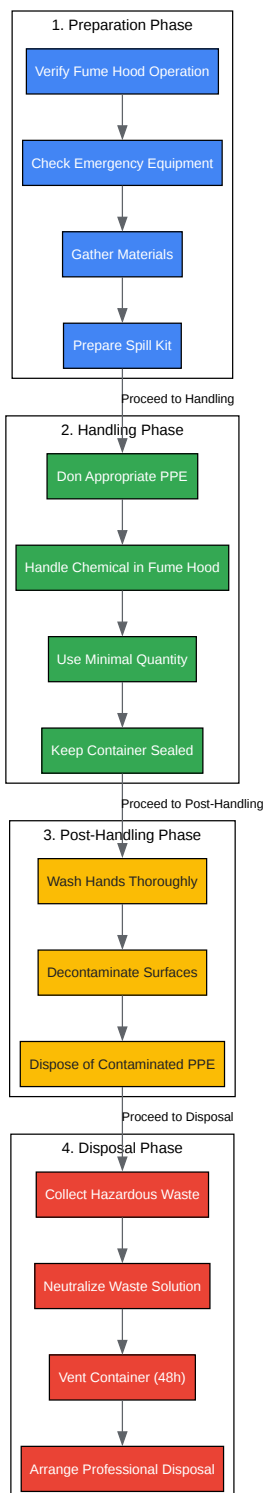 1. Preparation Phase
Verify Fume Hood Operation
Check Emergency Equipment
Gather Materials
Prepare Spill Kit
Proceed to Handling
2. Handling Phase
Don Appropriate PPE
Handle Chemical in Fume Hood
Use Minimal Quantity
Keep Container Sealed
Proceed to Post-Handling
3. Post-Handling Phase
Wash Hands Thoroughly
Decontaminate Surfaces
Dispose of Contaminated PPE
Proceed to Disposal
4. Disposal Phase
Collect Hazardous Waste
Neutralize Waste Solution
Vent Container (48h)
Arrange Professional Disposal